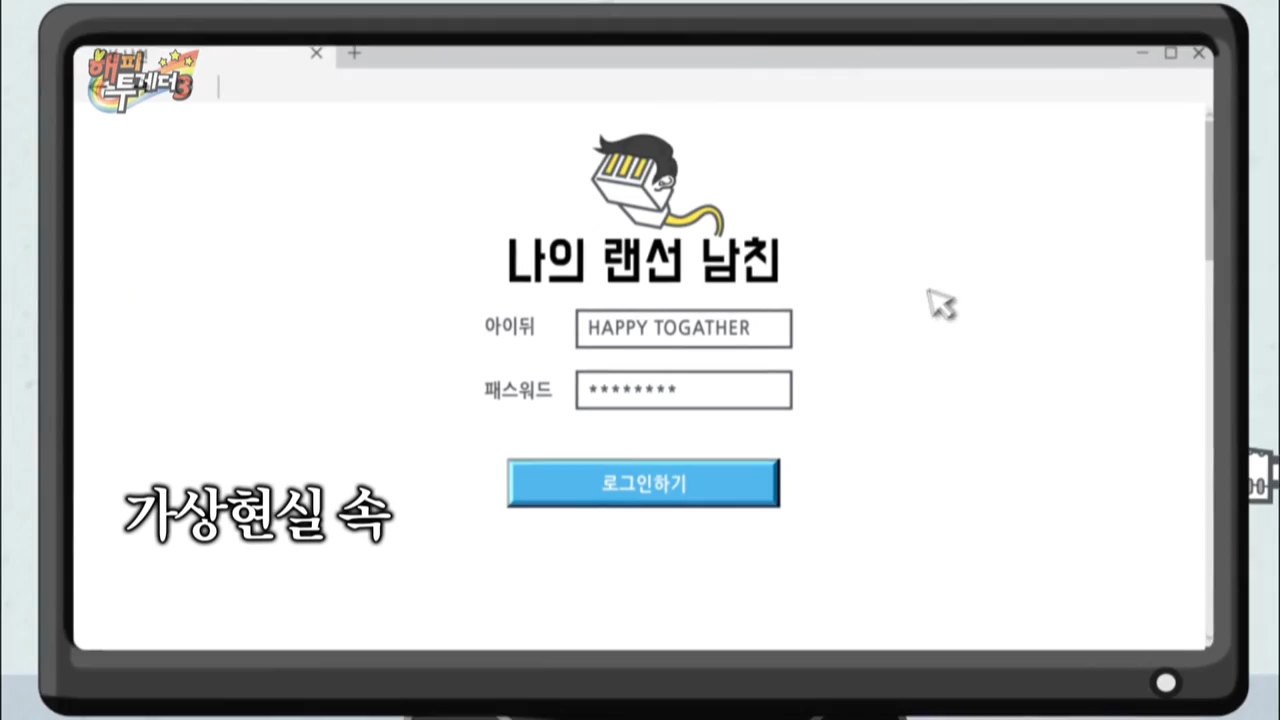 해피
투게더3
나의 랜선 남친
아이뒤 HAPPY TOGATHER
패스워드 ********
로그인하기
가상현실 속